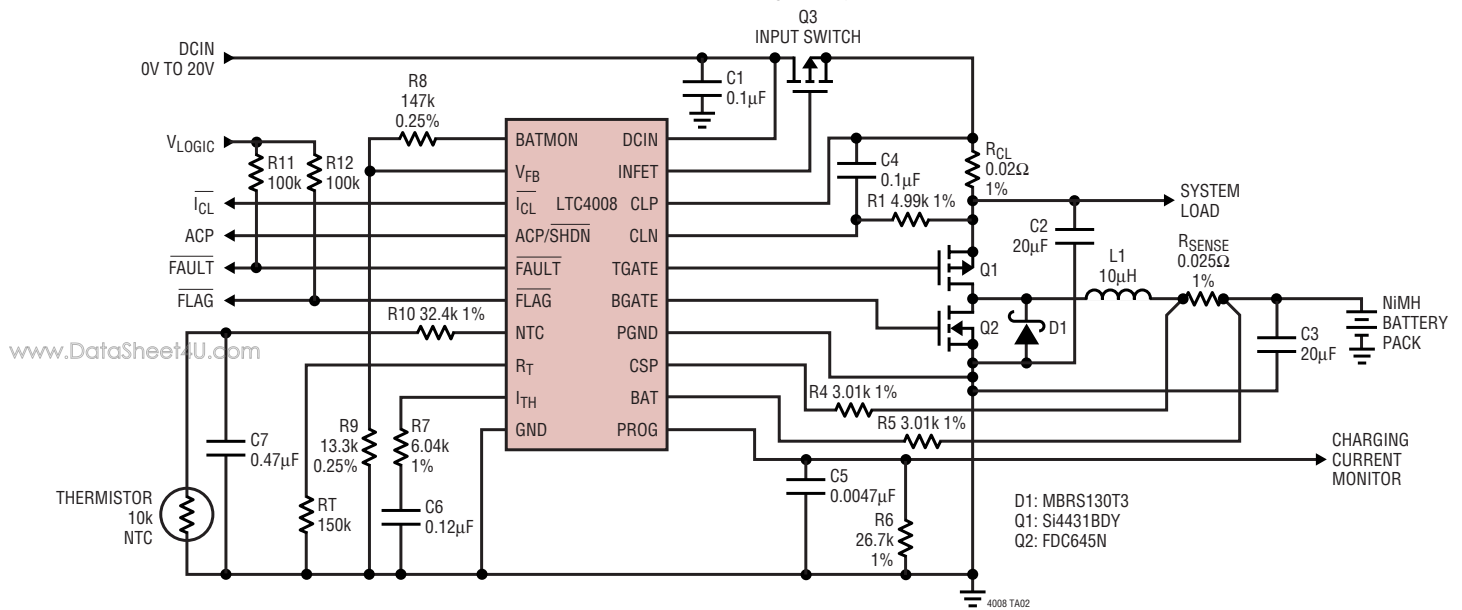 Q3
INPUT SWITCH
DCIN
0V TO 20V
C1
0.1µF
R8
147k
0.25%
VLOGIC
R11
100k
R12
100k
ICL
ACP
FAULT
FLAG
BATMON
VFB
ICL
ACP/SHDN
FAULT
FLAG
NTC
RT
ITH
GND
LTC4008
DCIN
INFET
CLP
CLN
TGATE
BGATE
PGND
CSP
BAT
PROG
C4
0.1µF
R1 4.99k 1%
RCL
0.02Ω
1%
SYSTEM
LOAD
C2
20µF
Q1
Q2
D1
L1
10µH
RSENSE
0.025Ω
1%
NiMH
BATTERY
PACK
C3
20µF
R10 32.4k 1%
www.DataSheet4U.com
R4 3.01k 1%
R5 3.01k 1%
C7
0.47µF
R9
13.3k
0.25%
R7
6.04k
1%
THERMISTOR
10k
NTC
RT
150k
C6
0.12µF
C5
0.0047µF
R6
26.7k
1%
CHARGING
CURRENT
MONITOR
D1: MBRS130T3
Q1: Si4431BDY
Q2: FDC645N
4008 TA02